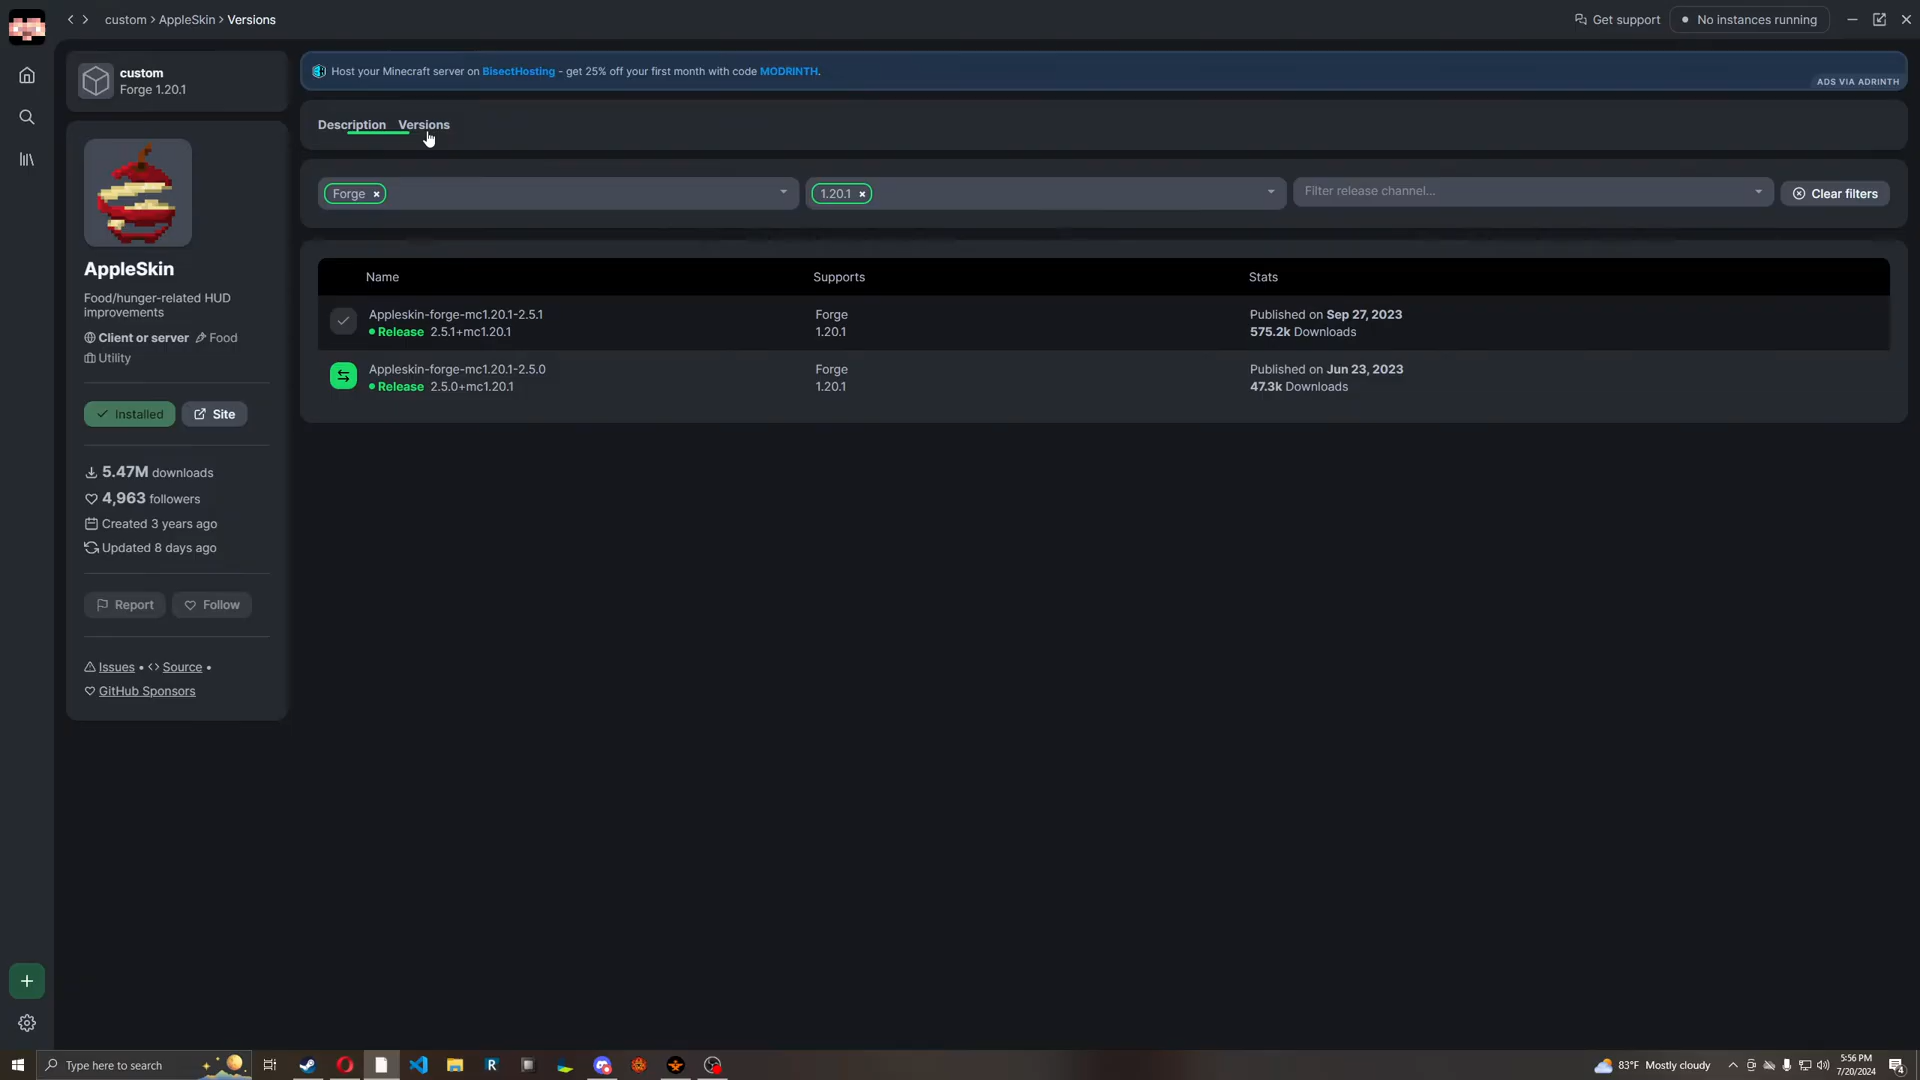 custom › AppleSkin › Versions
Get support
No instances running
custom
Forge 1.20.1
Host your Minecraft server on BisectHosting - get 25% off your first month with code MODRINTH.
ADS VIA ADRINTH
Description Versions
Forge ×
1.20.1 ×
Filter release channel...
Clear filters
AppleSkin
Food/hunger-related HUD
improvements
Client or server Food
Utility
Installed
Site
5.47M downloads
4,963 followers
Created 3 years ago
Updated 8 days ago
Report
Follow
Issues • Source •
GitHub Sponsors
Name Supports Stats
Appleskin-forge-mc1.20.1-2.5.1 Forge Published on Sep 27, 2023
• Release 2.5.1+mc1.20.1 1.20.1 575.2k Downloads
Appleskin-forge-mc1.20.1-2.5.0 Forge Published on Jun 23, 2023
• Release 2.5.0+mc1.20.1 1.20.1 47.3k Downloads
Type here to search
R
83°F Mostly cloudy
5:56 PM
7/20/2024
4